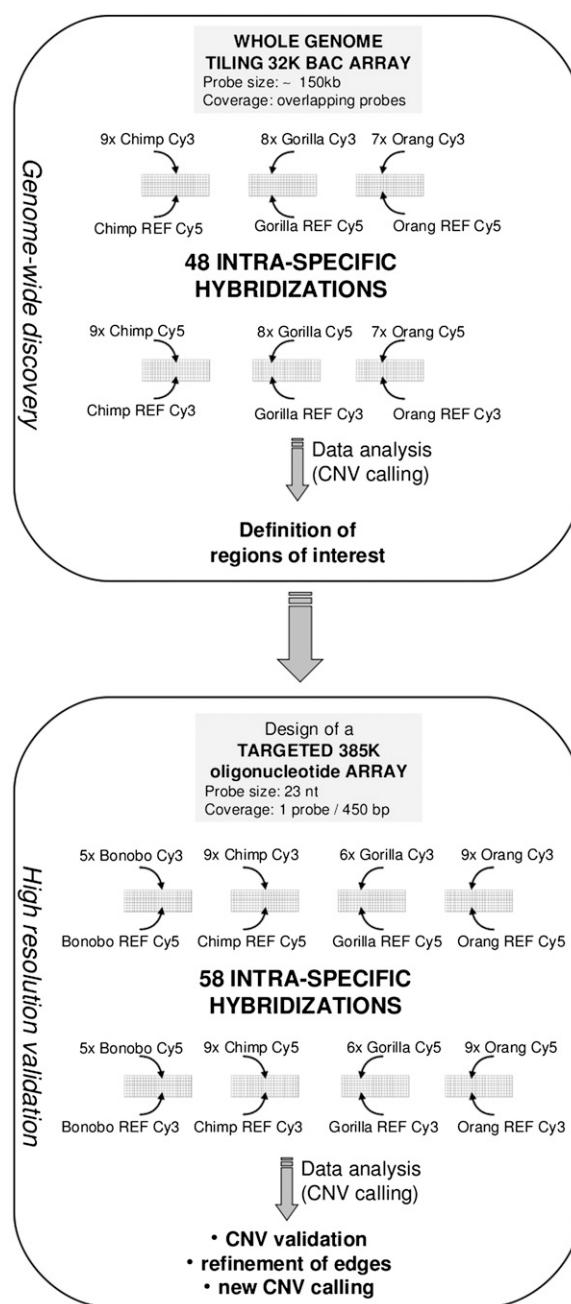 Genome-wide discovery
WHOLE GENOME
TILING 32K BAC ARRAY
Probe size: ~ 150kb
Coverage: overlapping probes
9x Chimp Cy3 8x Gorilla Cy3 7x Orang Cy3
Chimp REF Cy5 Gorilla REF Cy5 Orang REF Cy5
48 INTRA-SPECIFIC
HYBRIDIZATIONS
9x Chimp Cy5 8x Gorilla Cy5 7x Orang Cy5
Chimp REF Cy3 Gorilla REF Cy3 Orang REF Cy3
Data analysis
(CNV calling)
Definition of
regions of interest
High resolution validation
Design of a
TARGETED 385K
oligonucleotide ARRAY
Probe size: 23 nt
Coverage: 1 probe / 450 bp
5x Bonobo Cy3 9x Chimp Cy3 6x Gorilla Cy3 9x Orang Cy3
Bonobo REF Cy5 Chimp REF Cy5 Gorilla REF Cy5 Orang REF Cy5
58 INTRA-SPECIFIC
HYBRIDIZATIONS
5x Bonobo Cy5 9x Chimp Cy5 6x Gorilla Cy5 9x Orang Cy5
Bonobo REF Cy3 Chimp REF Cy3 Gorilla REF Cy3 Orang REF Cy3
Data analysis
(CNV calling)
• CNV validation
• refinement of edges
• new CNV calling